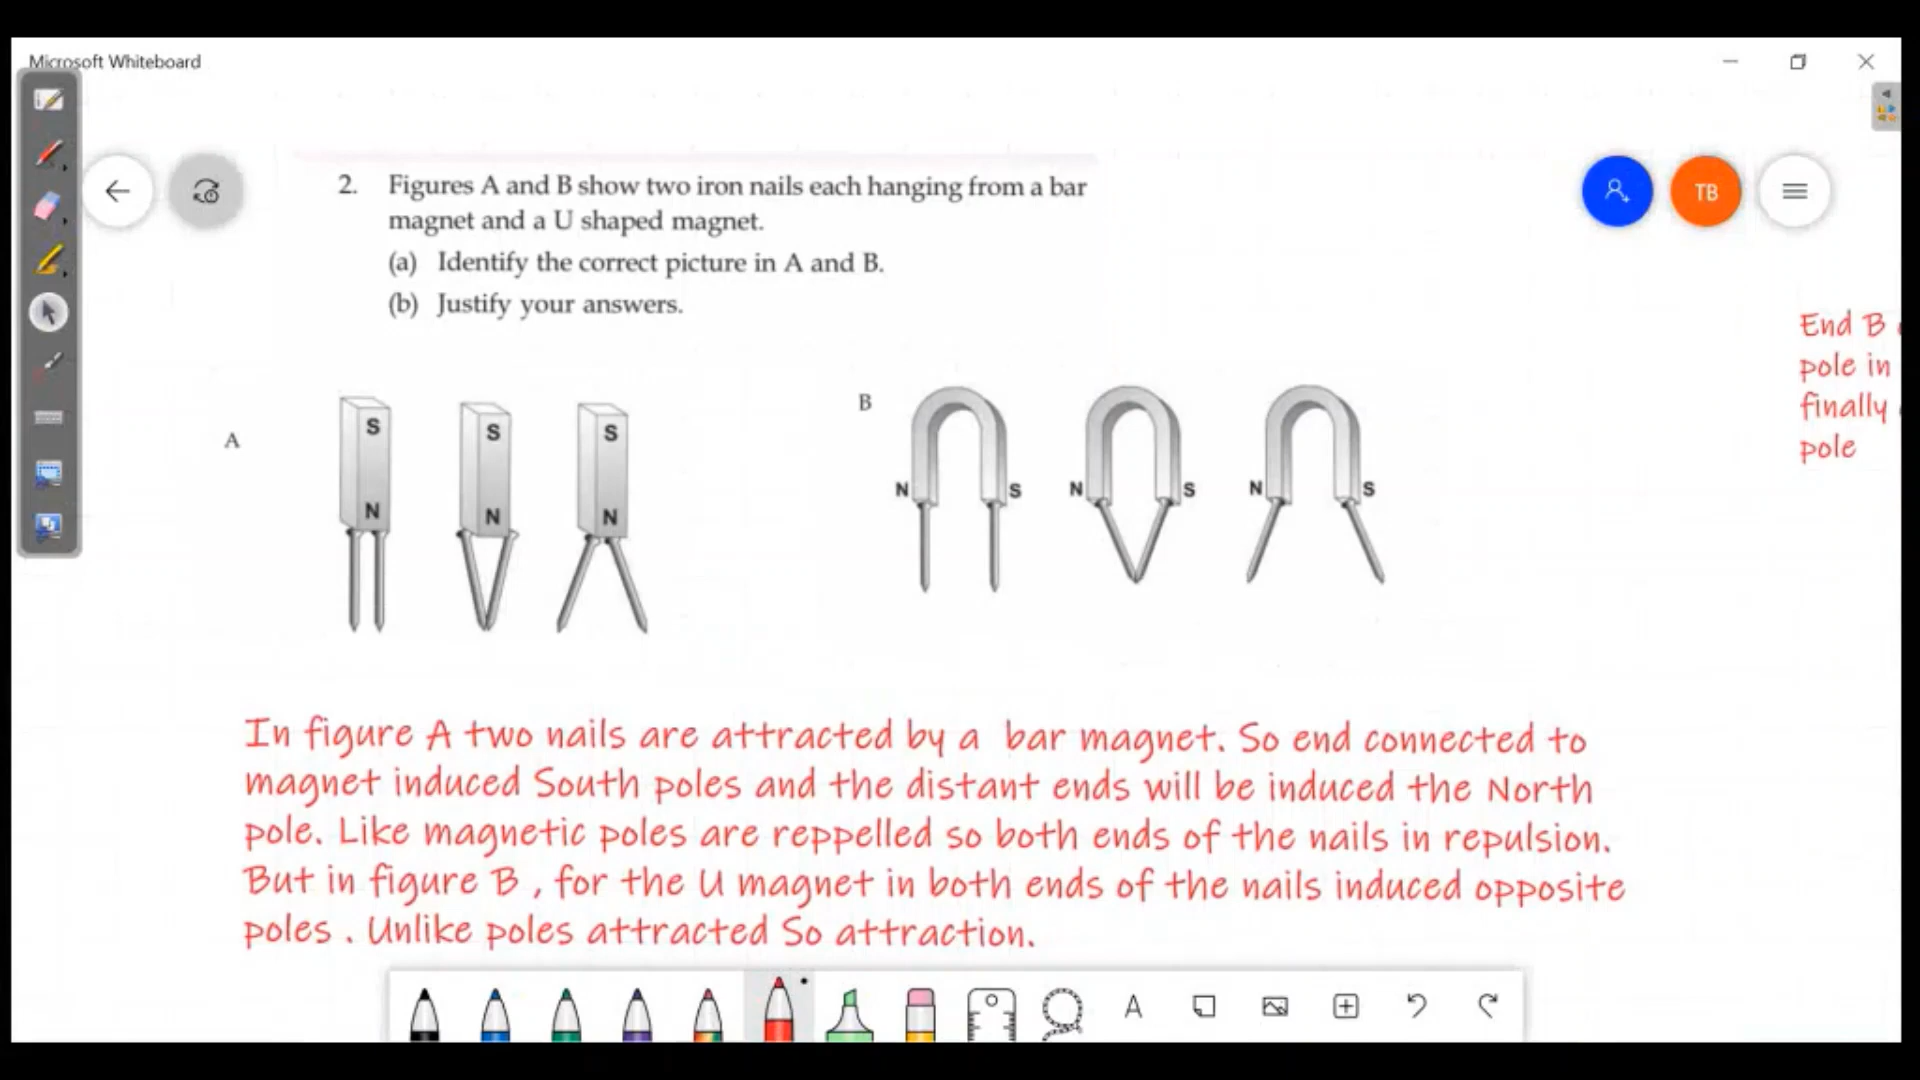 Microsoft Whiteboard
TB
2. Figures A and B show two iron nails each hanging from a bar
magnet and a U shaped magnet.
(a) Identify the correct picture in A and B.
(b) Justify your answers.
End B
pole in
finally
pole
A
S
N
S
N
S
N
B
N
S
N
S
N
S
In figure A two nails are attracted by a bar magnet. So end connected to
magnet induced South poles and the distant ends will be induced the North
pole. Like magnetic poles are reppelled so both ends of the nails in repulsion.
But in figure B , for the U magnet in both ends of the nails induced opposite
poles . Unlike poles attracted So attraction.
A